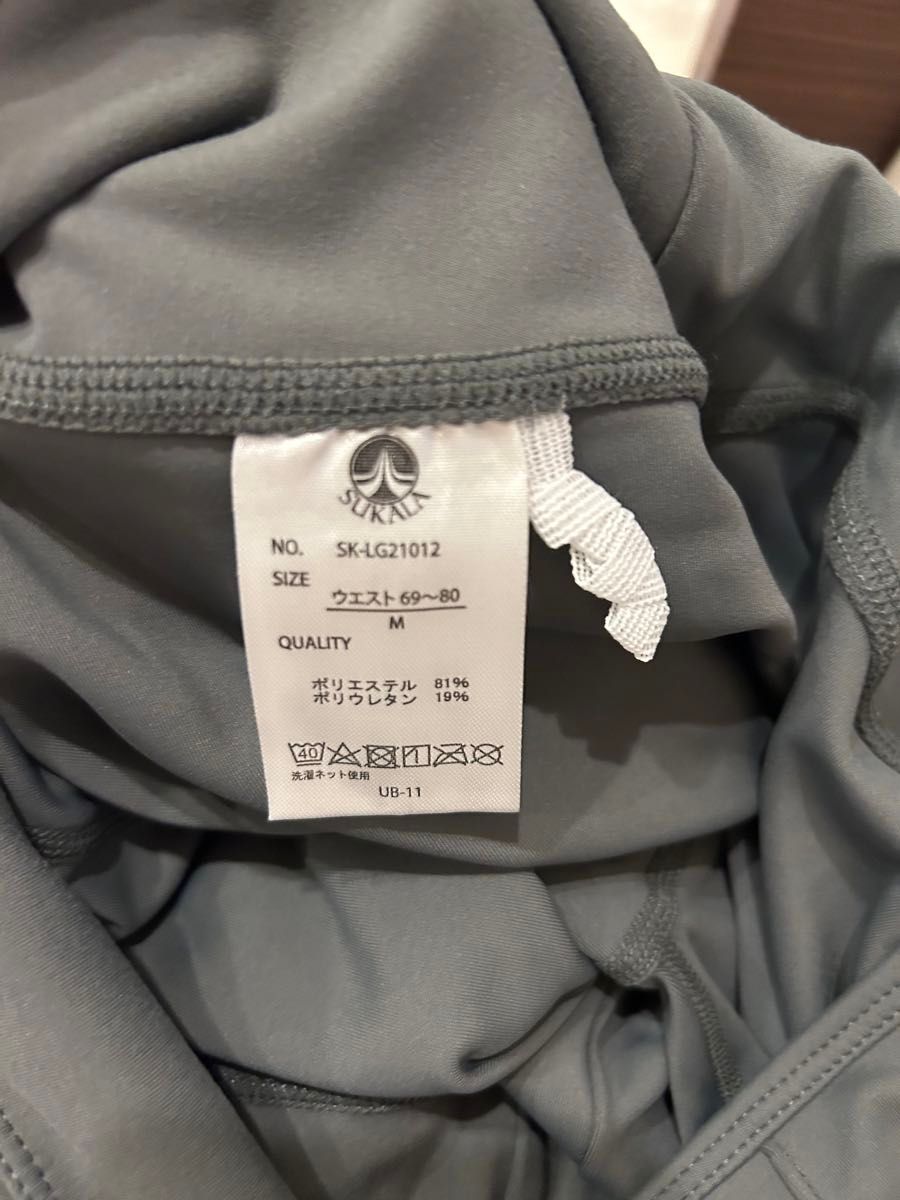 SUKALA
NO. SK-LG21012
SIZE
ウエスト 69～80
M
QUALITY
ポリエステル 81%
ポリウレタン 19%
40
洗濯ネット使用
UB-11